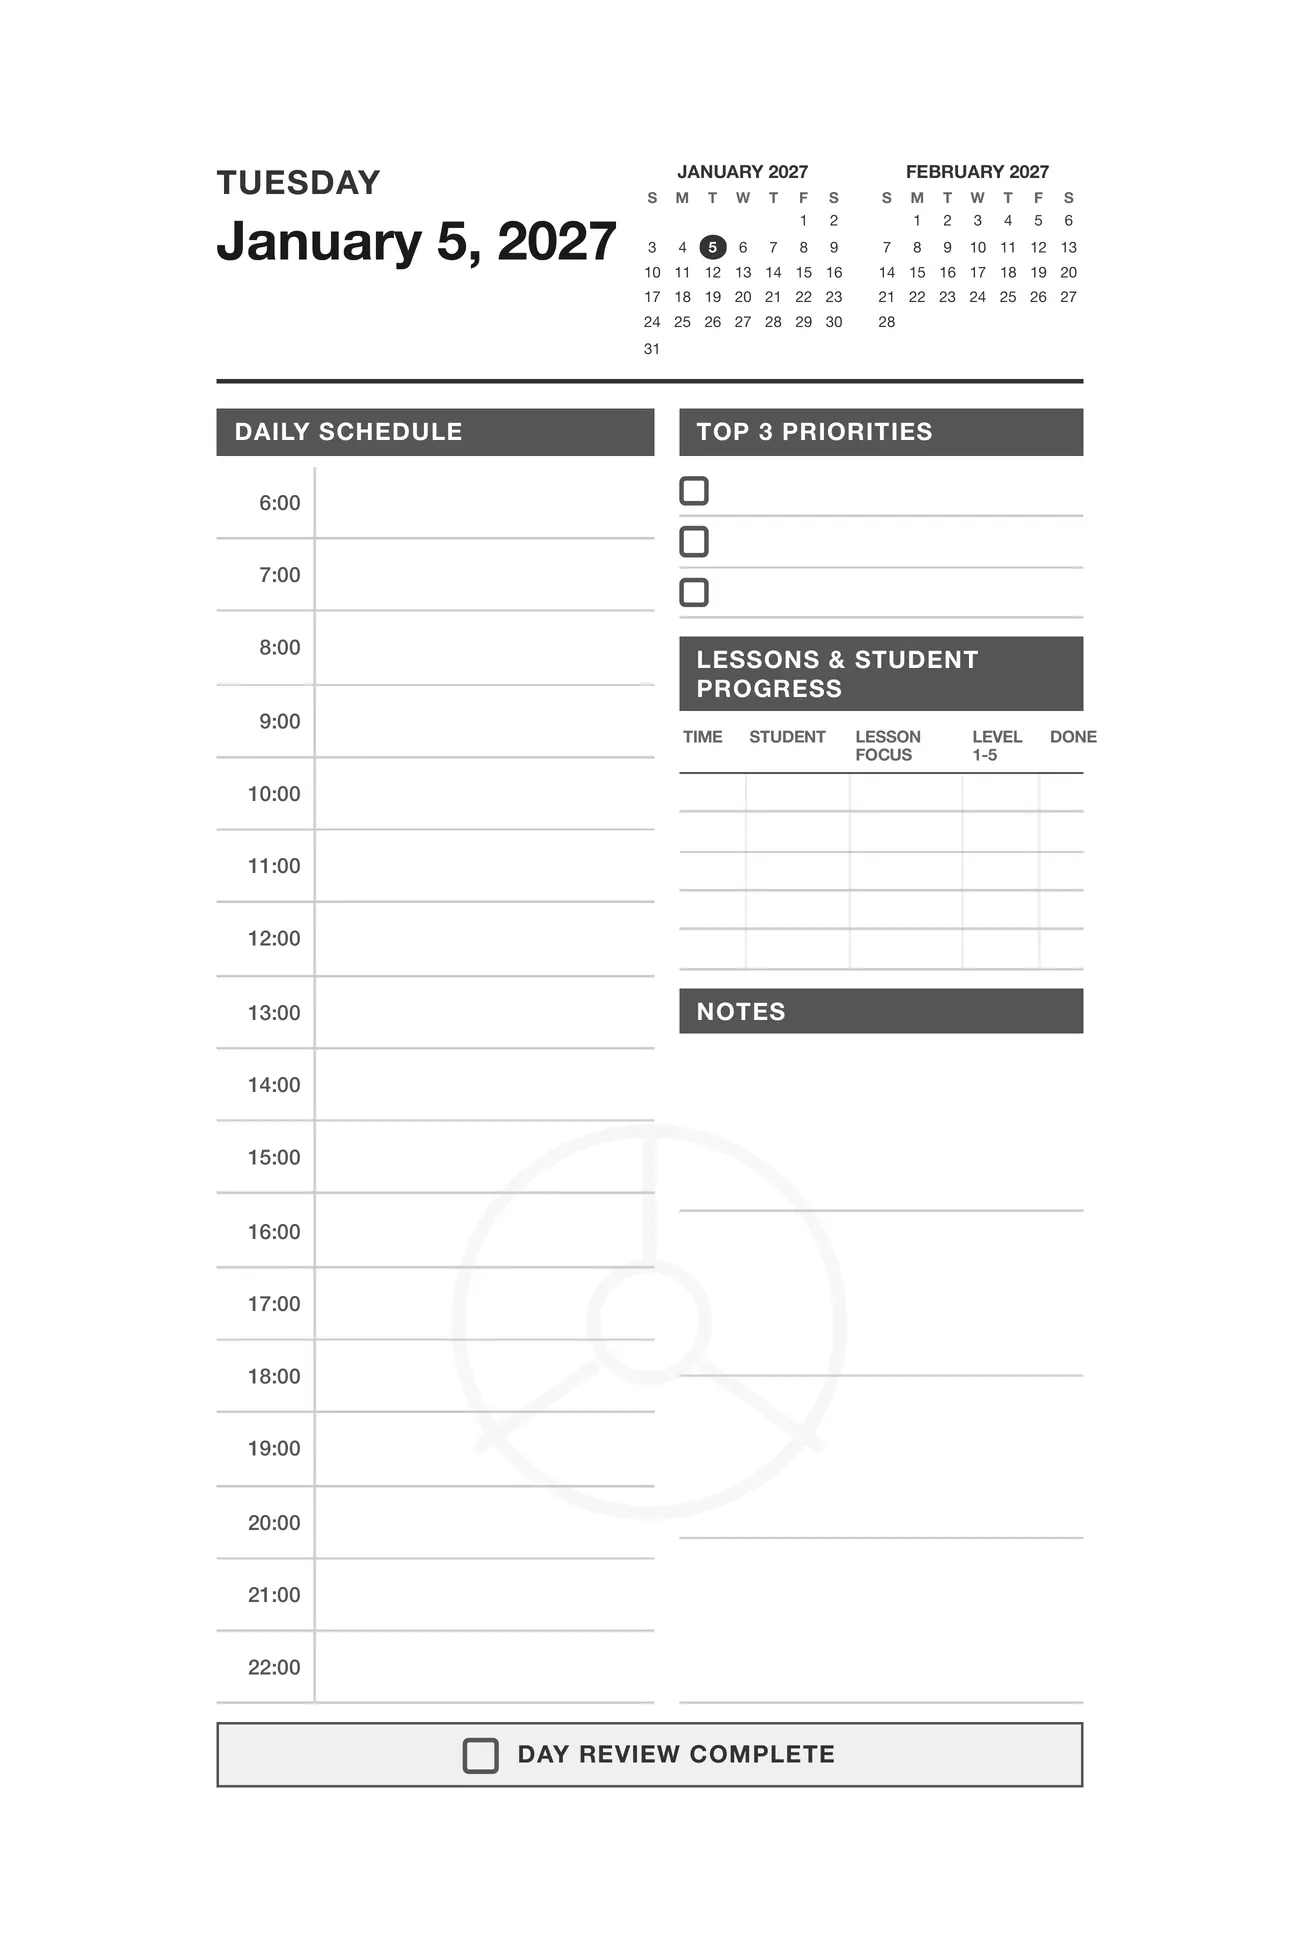 TUESDAY
January 5, 2027
JANUARY 2027
S M T W T F S
1 2
3 4 5 6 7 8 9
10 11 12 13 14 15 16
17 18 19 20 21 22 23
24 25 26 27 28 29 30
31
FEBRUARY 2027
S M T W T F S
1 2 3 4 5 6
7 8 9 10 11 12 13
14 15 16 17 18 19 20
21 22 23 24 25 26 27
28
DAILY SCHEDULE
6:00
7:00
8:00
9:00
10:00
11:00
12:00
13:00
14:00
15:00
16:00
17:00
18:00
19:00
20:00
21:00
22:00
TOP 3 PRIORITIES
LESSONS & STUDENT
PROGRESS
TIME STUDENT LESSON LEVEL DONE
FOCUS 1-5
NOTES
DAY REVIEW COMPLETE